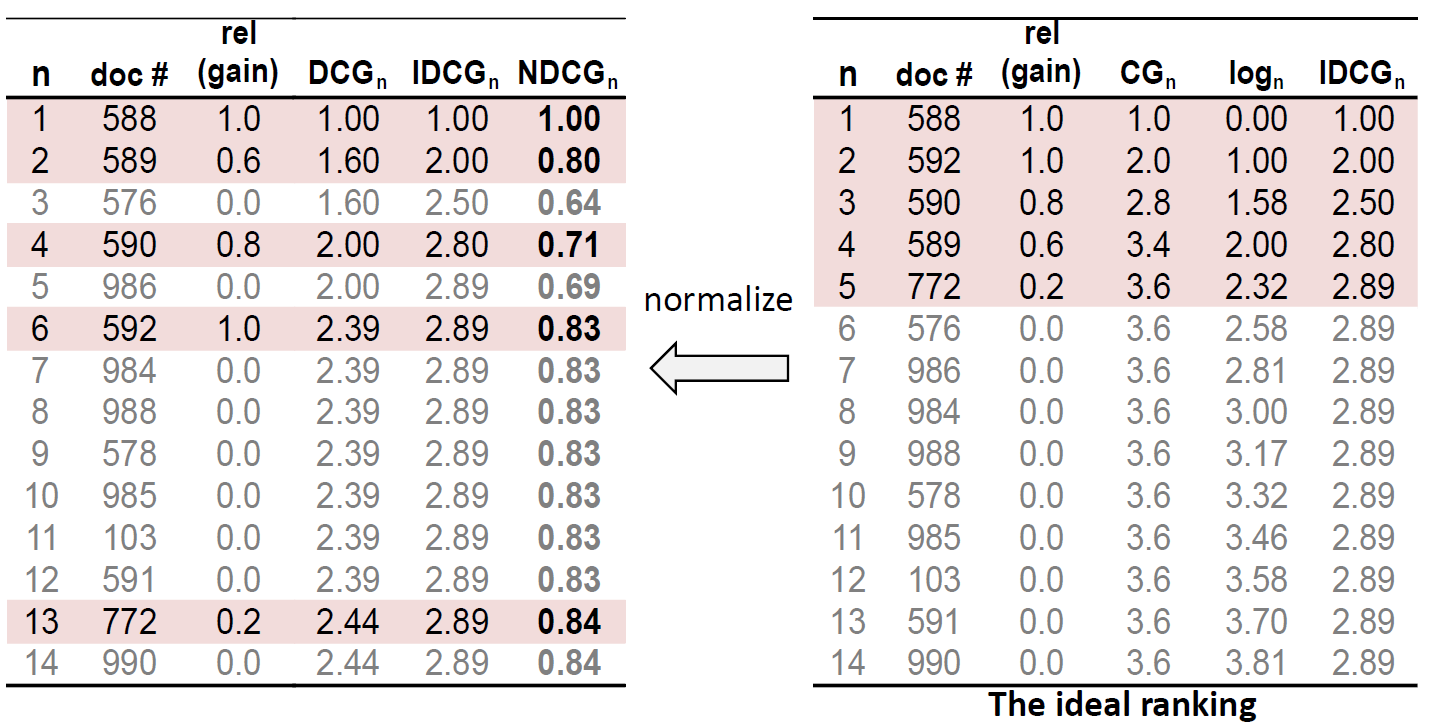 n doc # rel (gain) DCGn IDCGn NDCGn
1 588 1.0 1.00 1.00 1.00
2 589 0.6 1.60 2.00 0.80
3 576 0.0 1.60 2.50 0.64
4 590 0.8 2.00 2.80 0.71
5 986 0.0 2.00 2.89 0.69
6 592 1.0 2.39 2.89 0.83
7 984 0.0 2.39 2.89 0.83
8 988 0.0 2.39 2.89 0.83
9 578 0.0 2.39 2.89 0.83
10 985 0.0 2.39 2.89 0.83
11 103 0.0 2.39 2.89 0.83
12 591 0.0 2.39 2.89 0.83
13 772 0.2 2.44 2.89 0.84
14 990 0.0 2.44 2.89 0.84
normalize
n doc # rel (gain) CGn logn IDCGn
1 588 1.0 1.0 0.00 1.00
2 592 1.0 2.0 1.00 2.00
3 590 0.8 2.8 1.58 2.50
4 589 0.6 3.4 2.00 2.80
5 772 0.2 3.6 2.32 2.89
6 576 0.0 3.6 2.58 2.89
7 986 0.0 3.6 2.81 2.89
8 984 0.0 3.6 3.00 2.89
9 988 0.0 3.6 3.17 2.89
10 578 0.0 3.6 3.32 2.89
11 985 0.0 3.6 3.46 2.89
12 103 0.0 3.6 3.58 2.89
13 591 0.0 3.6 3.70 2.89
14 990 0.0 3.6 3.81 2.89
The ideal ranking